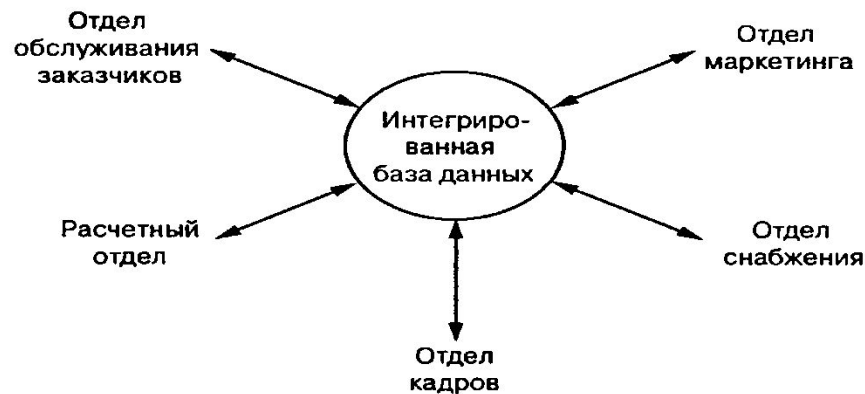 Отдел
обслуживания
заказчиков
Отдел
маркетинга
Интегриро-
ванная
база данных
Расчетный
отдел
Отдел
снабжения
Отдел
кадров